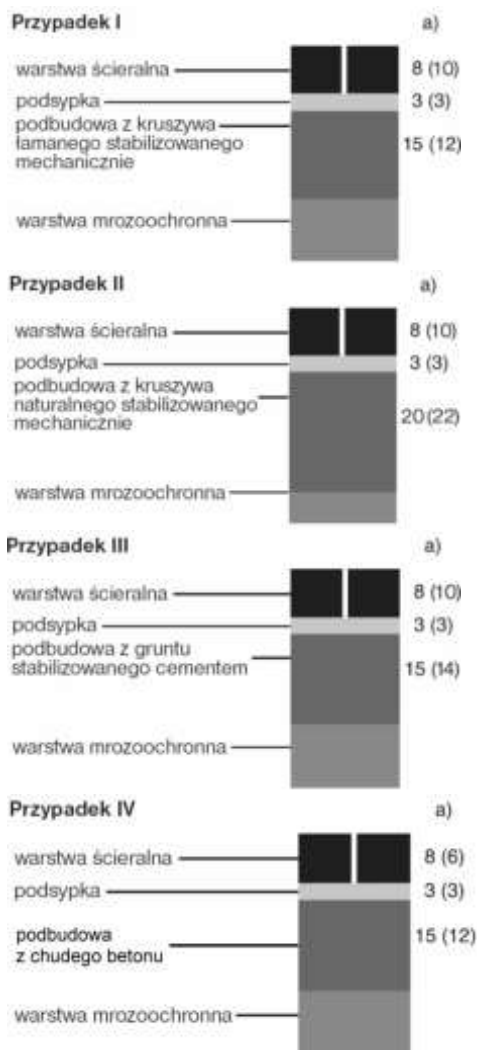 Przypadek I a)
warstwa ścieralna 8 (10)
podsypka 3 (3)
podbudowa z kruszywa
łamanego stabilizowanego 15 (12)
mechanicznie
warstwa mrozoochronna
Przypadek II a)
warstwa ścieralna 8 (10)
podsypka 3 (3)
podbudowa z kruszywa
naturalnego stabilizowanego 20 (22)
mechanicznie
warstwa mrozoochronna
Przypadek III a)
warstwa ścieralna 8 (10)
podsypka 3 (3)
podbudowa z gruntu
stabilizowanego cementem 15 (14)
warstwa mrozoochronna
Przypadek IV a)
warstwa ścieralna 8 (6)
podsypka 3 (3)
podbudowa 15 (12)
z chudego betonu
warstwa mrozoochronna